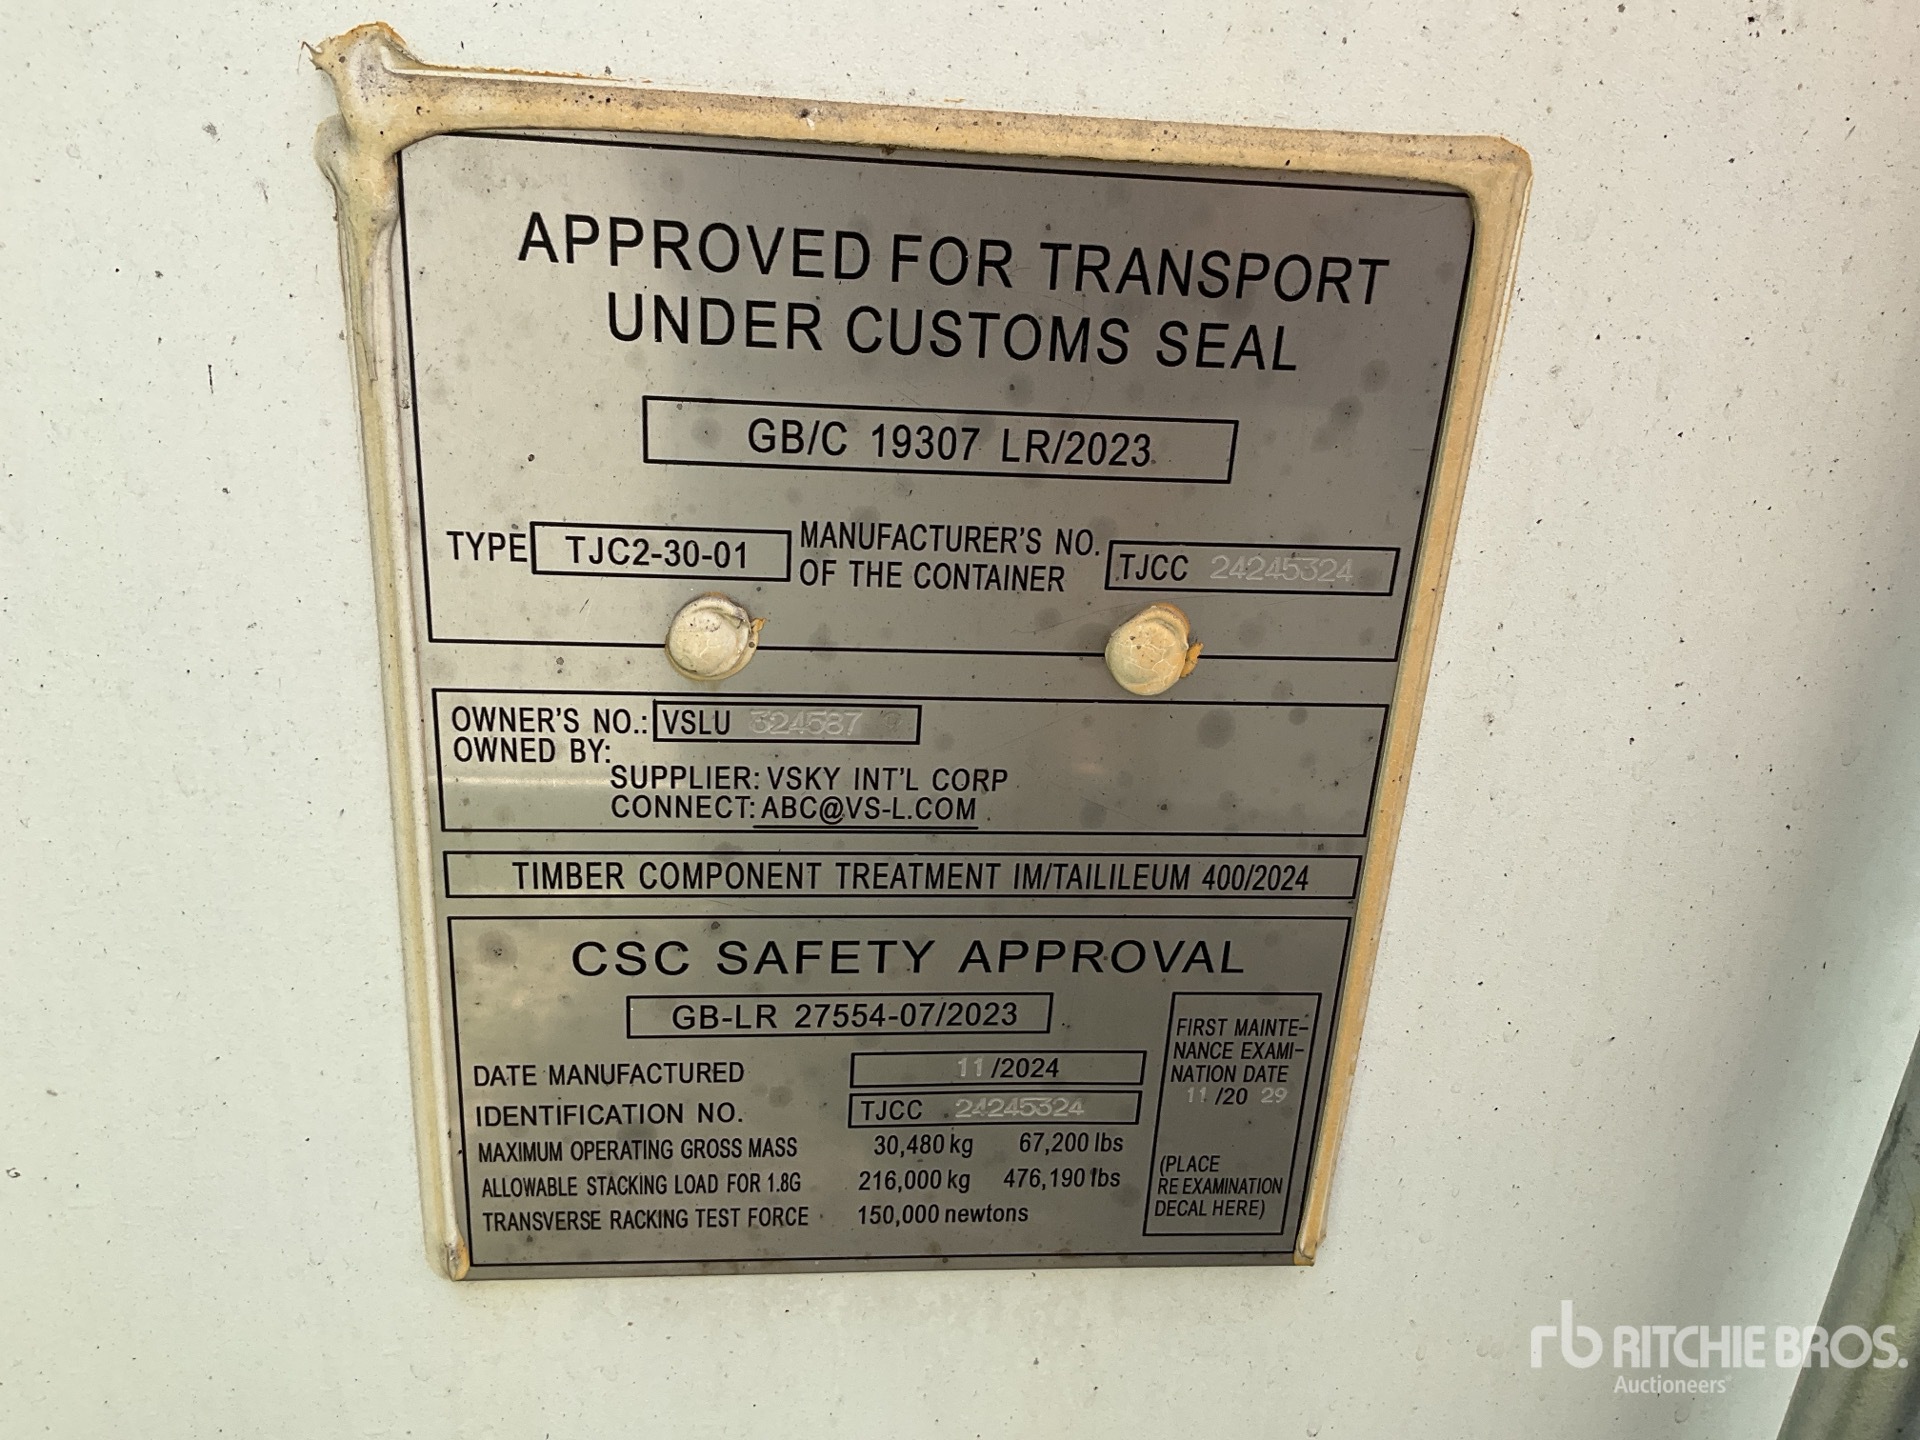 APPROVED FOR TRANSPORT
UNDER CUSTOMS SEAL
GB/C 19307 LR/2023
TYPE TJC2-30-01
MANUFACTURER'S NO.
OF THE CONTAINER
TJCC 24245324
OWNER'S NO.: VSLU 324587
OWNED BY:
SUPPLIER: VSKY INT'L CORP
CONNECT: ABC@VS-L.COM
TIMBER COMPONENT TREATMENT IM/TAILILEUM 400/2024
CSC SAFETY APPROVAL
GB-LR 27554-07/2023
DATE MANUFACTURED 11/2024
IDENTIFICATION NO. TJCC 24245324
MAXIMUM OPERATING GROSS MASS 30,480 kg 67,200 lbs
ALLOWABLE STACKING LOAD FOR 1.8G 216,000 kg 476,190 lbs
TRANSVERSE RACKING TEST FORCE 150,000 newtons
FIRST MAINTE-
NANCE EXAMI-
NATION DATE
11/20 29
(PLACE
RE EXAMINATION
DECAL HERE)
rb RITCHIE BROS.
Auctioneers